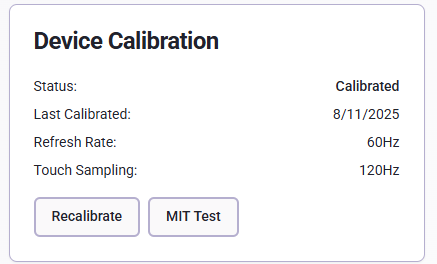 Device Calibration
Status: Calibrated
Last Calibrated: 8/11/2025
Refresh Rate: 60Hz
Touch Sampling: 120Hz
Recalibrate MIT Test